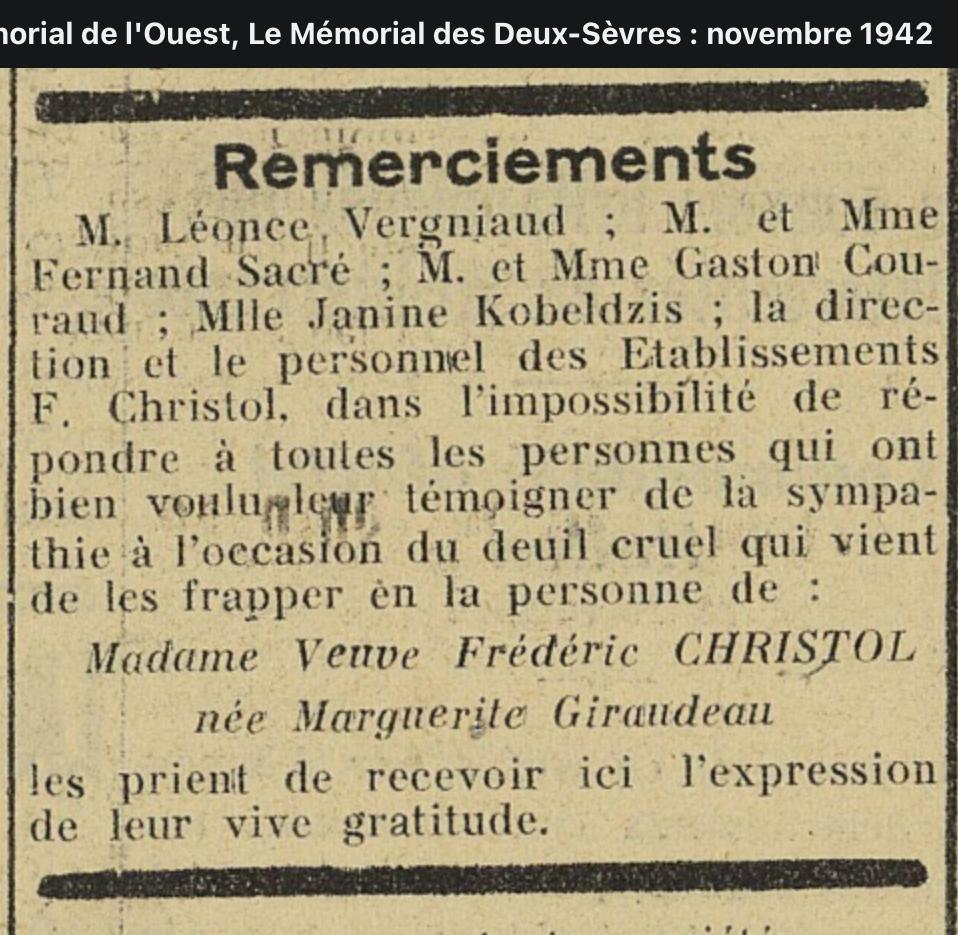 morial de l'Ouest, Le Mémorial des Deux-Sèvres : novembre 1942
Remerciements
M. Léonce Vergniaud ; M. et Mme
Fernand Sacré ; M. et Mme Gaston Cou-
raud ; Mlle Janine Kobeldzis ; la direc-
tion et le personnel des Etablissements
F. Christol, dans l'impossibilité de ré-
pondre à toutes les personnes qui ont
bien voulu leur témoigner de la sympa-
thie à l'occasion du deuil cruel qui vient
de les frapper en la personne de :
Madame Veuve Frédéric CHRISTOL
née Marguerite Giraudeau
les prient de recevoir ici l'expression
de leur vive gratitude.